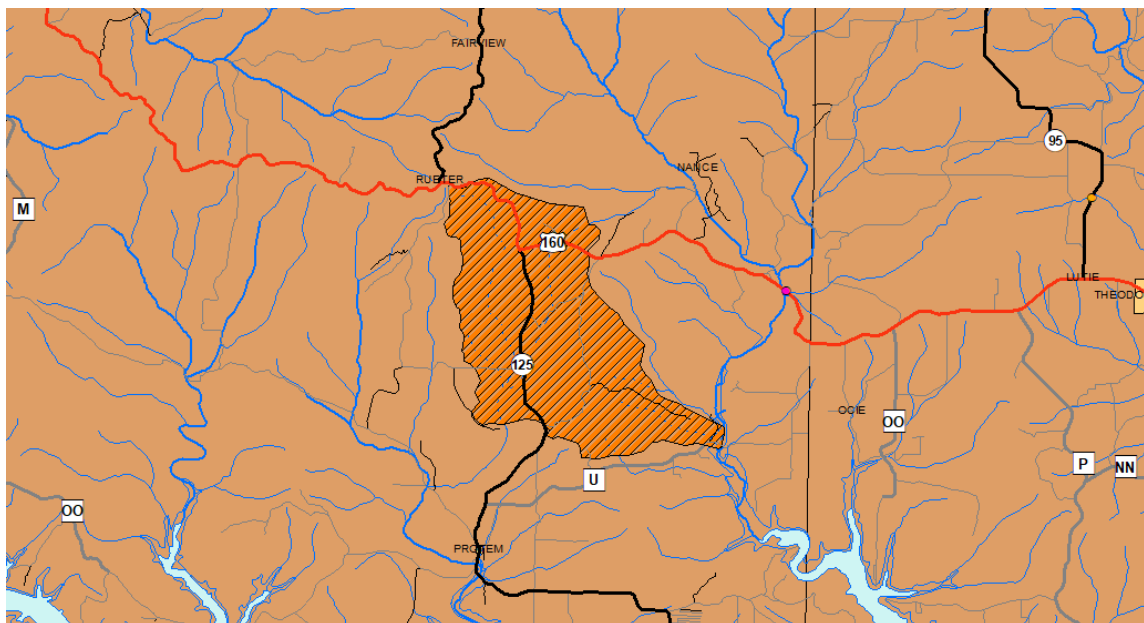 FAIRVIEW
95
RUETER
NANCE
M
160
LUTIE
THEODO
125
OCIE
OO
P
NN
U
OO
PROTEM